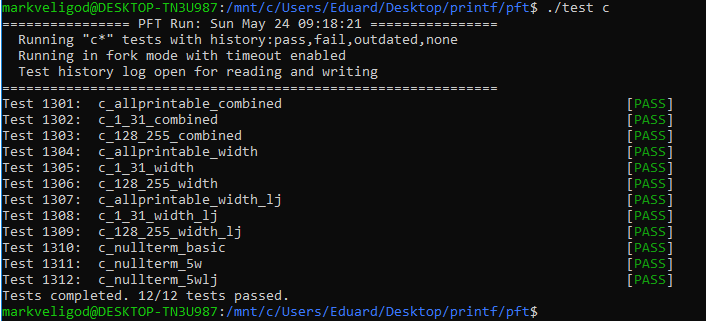 markveligod@DESKTOP-TN3U987:/mnt/c/Users/Eduard/Desktop/printf/pft$ ./test c
================ PFT Run: Sun May 24 09:18:21 ================
  Running "c*" tests with history:pass,fail,outdated,none
  Running in fork mode with timeout enabled
  Test history log open for reading and writing
==============================================================
Test 1301:  c_allprintable_combined                                           [PASS]
Test 1302:  c_1_31_combined                                                   [PASS]
Test 1303:  c_128_255_combined                                                [PASS]
Test 1304:  c_allprintable_width                                              [PASS]
Test 1305:  c_1_31_width                                                      [PASS]
Test 1306:  c_128_255_width                                                   [PASS]
Test 1307:  c_allprintable_width_lj                                           [PASS]
Test 1308:  c_1_31_width_lj                                                   [PASS]
Test 1309:  c_128_255_width_lj                                                [PASS]
Test 1310:  c_nullterm_basic                                                  [PASS]
Test 1311:  c_nullterm_5w                                                     [PASS]
Test 1312:  c_nullterm_5wlj                                                   [PASS]
Tests completed. 12/12 tests passed.
markveligod@DESKTOP-TN3U987:/mnt/c/Users/Eduard/Desktop/printf/pft$